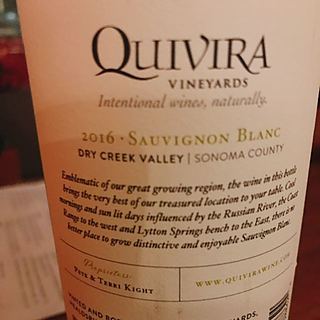 QUIVIRA
VINEYARDS
Intentional wines, naturally.
2016 · SAUVIGNON BLANC
DRY CREEK VALLEY | SONOMA COUNTY
Emblematic of our great growing region, the wine in this bottle
brings the very best of our treasured location to your table. Cool
mornings and sun lit days influenced by the Russian River, the Coast
Range to the west and Lytton Springs bench to the East, there is no
better place to grow distinctive and enjoyable Sauvignon Blanc.
Proprietors
PETE & TERRI KIGHT
WWW.QUIVIRAWINE.COM
AND
YARDS.